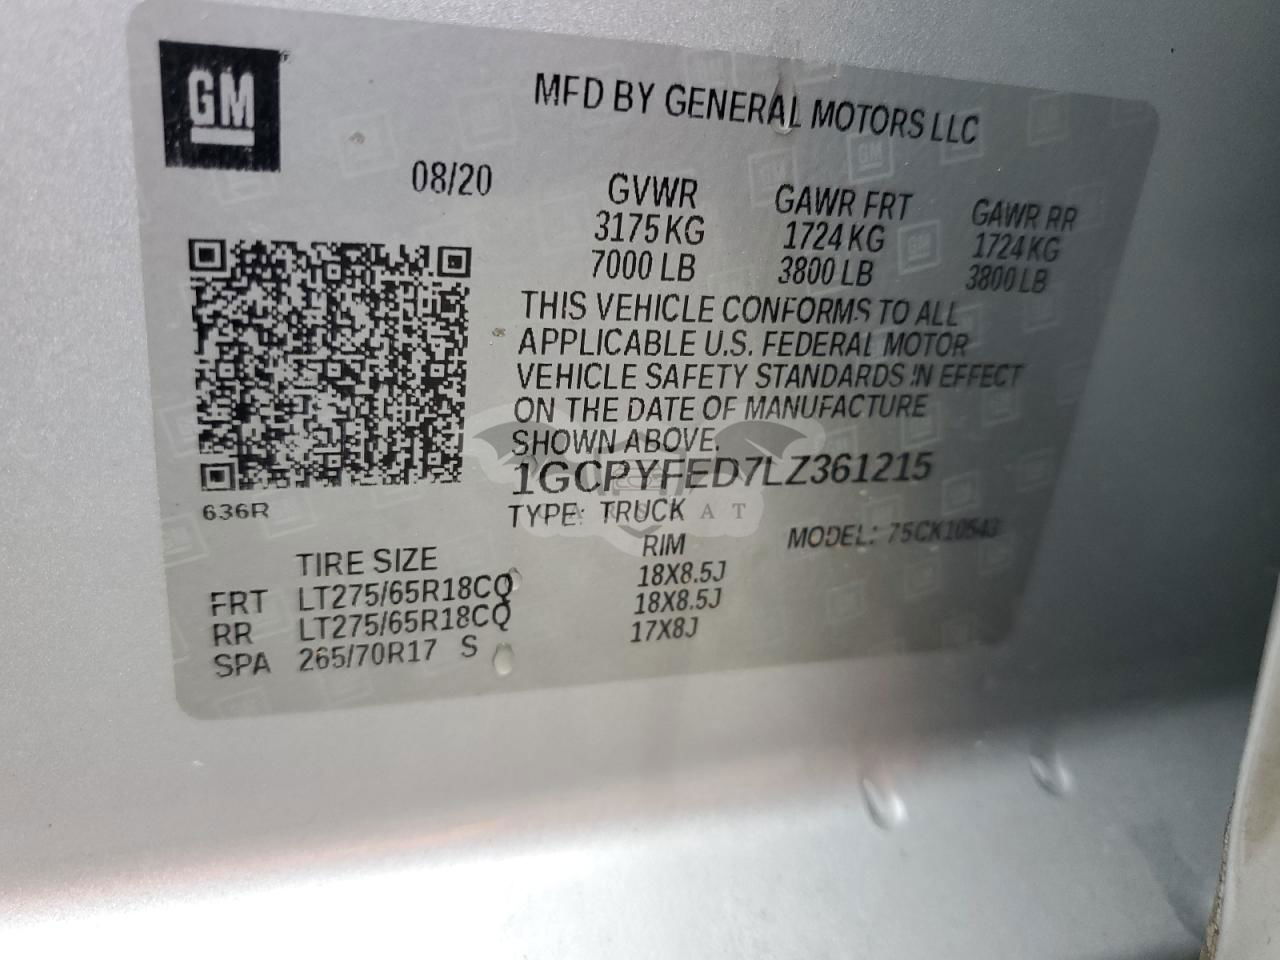 GM
MFD BY GENERAL MOTORS LLC
08/20
GVWR GAWR FRT GAWR RR
3175 KG 1724 KG 1724 KG
7000 LB 3800 LB 3800 LB
THIS VEHICLE CONFORMS TO ALL
APPLICABLE U.S. FEDERAL MOTOR
VEHICLE SAFETY STANDARDS IN EFFECT
ON THE DATE OF MANUFACTURE
SHOWN ABOVE.
1GCPYFED7LZ361215
636R
TYPE: TRUCK MODEL: 75CK10543
TIRE SIZE RIM
FRT LT275/65R18CQ 18X8.5J
RR LT275/65R18CQ 18X8.5J
SPA 265/70R17 S 17X8J